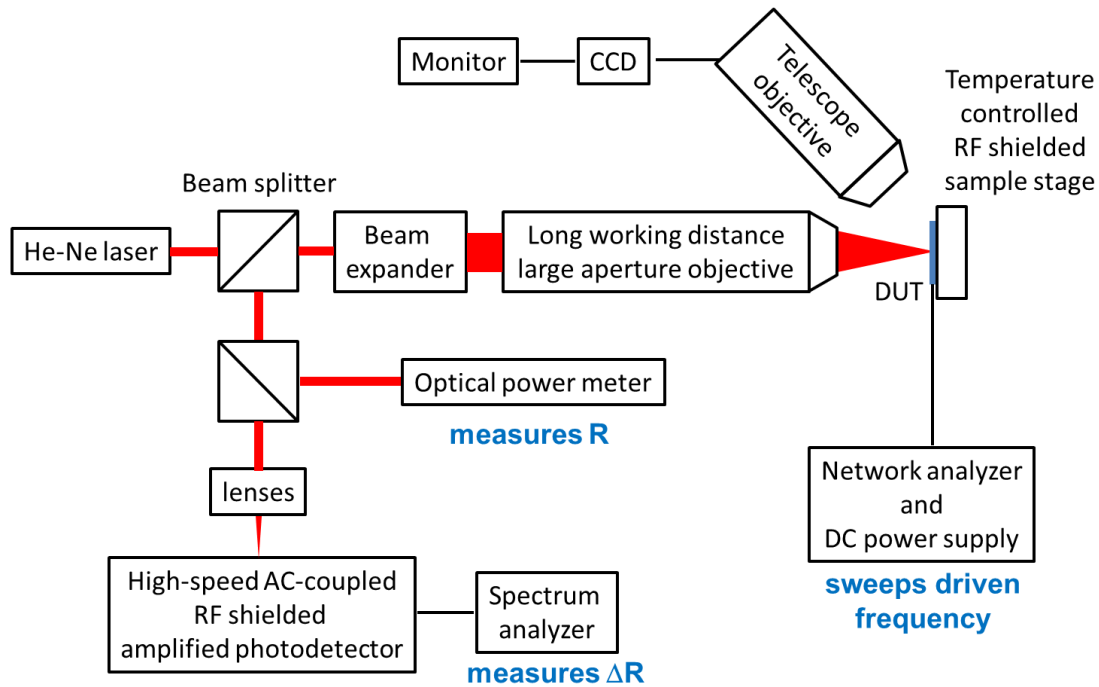 Monitor
CCD
Telescope
objective
Temperature
controlled
RF shielded
sample stage
Beam splitter
He-Ne laser
Beam
expander
Long working distance
large aperture objective
DUT
Optical power meter
measures R
lenses
Network analyzer
and
DC power supply
sweeps driven
frequency
High-speed AC-coupled
RF shielded
amplified photodetector
Spectrum
analyzer
measures ΔR